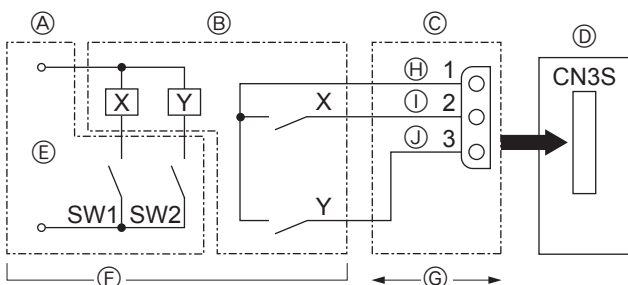 Ⓐ Ⓑ Ⓒ Ⓓ
CN3S
Ⓗ 1
X Y X Ⓘ 2
Ⓙ 3
Ⓔ
SW1 SW2 Y
Ⓕ Ⓖ